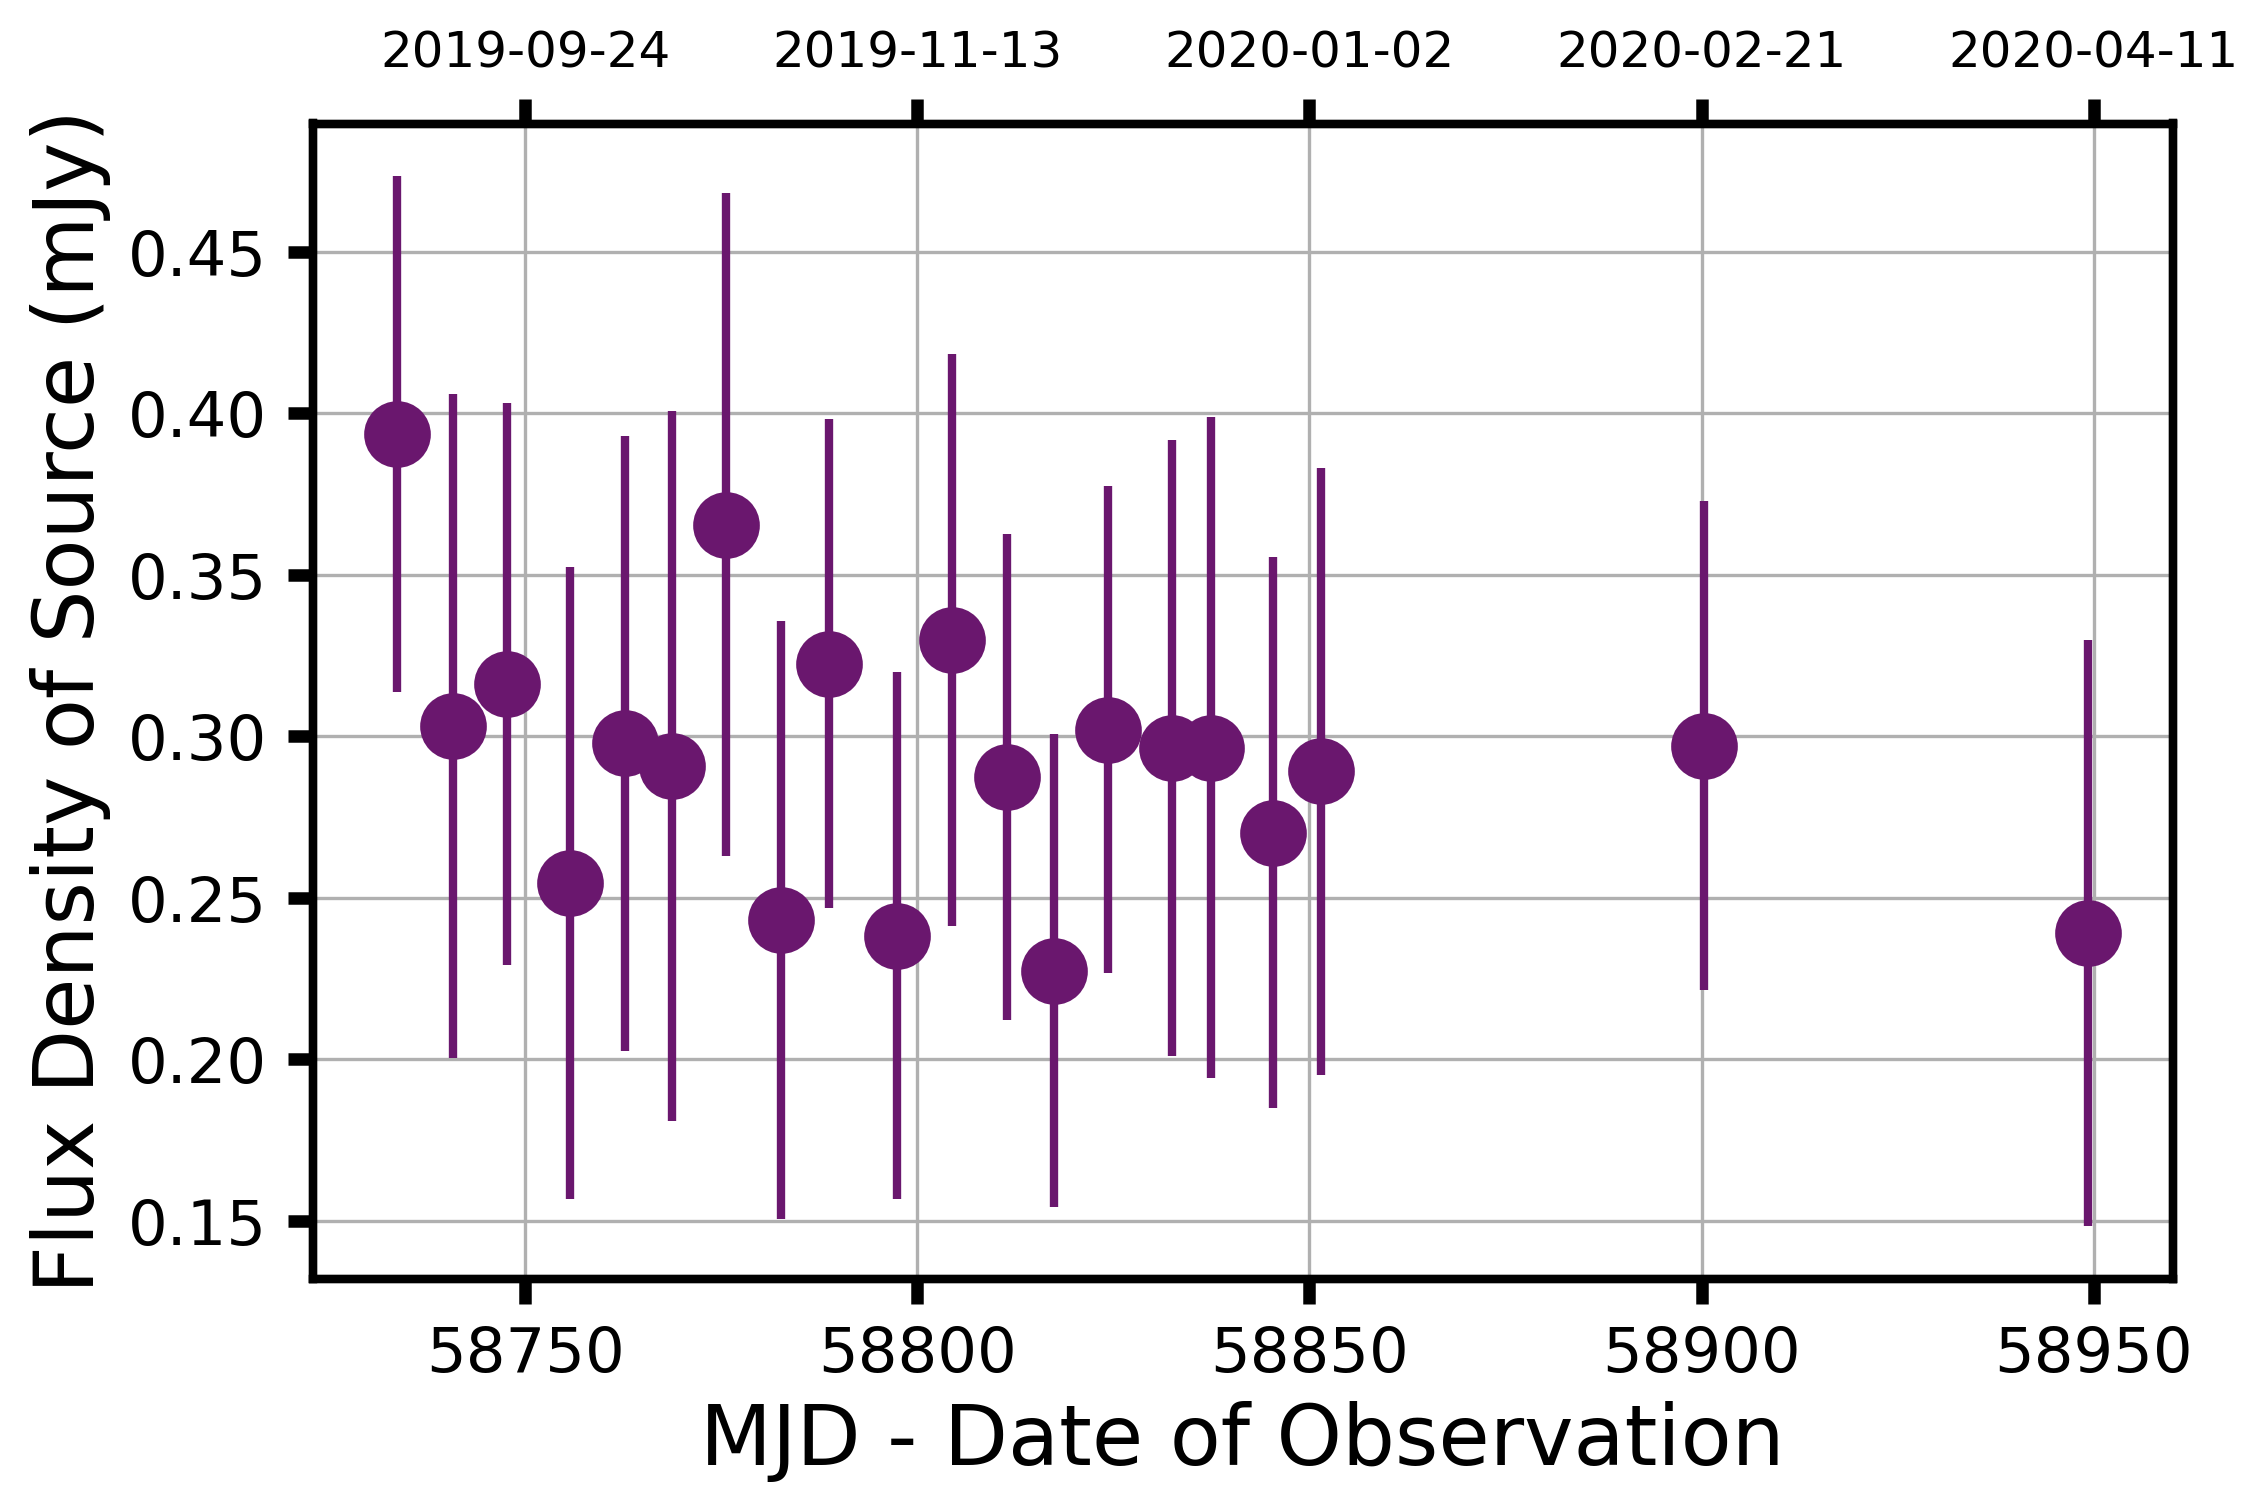 2019-09-24 2019-11-13 2020-01-02 2020-02-21 2020-04-11
Flux Density of Source (mJy)
0.45
0.40
0.35
0.30
0.25
0.20
0.15
58750 58800 58850 58900 58950
MJD - Date of Observation